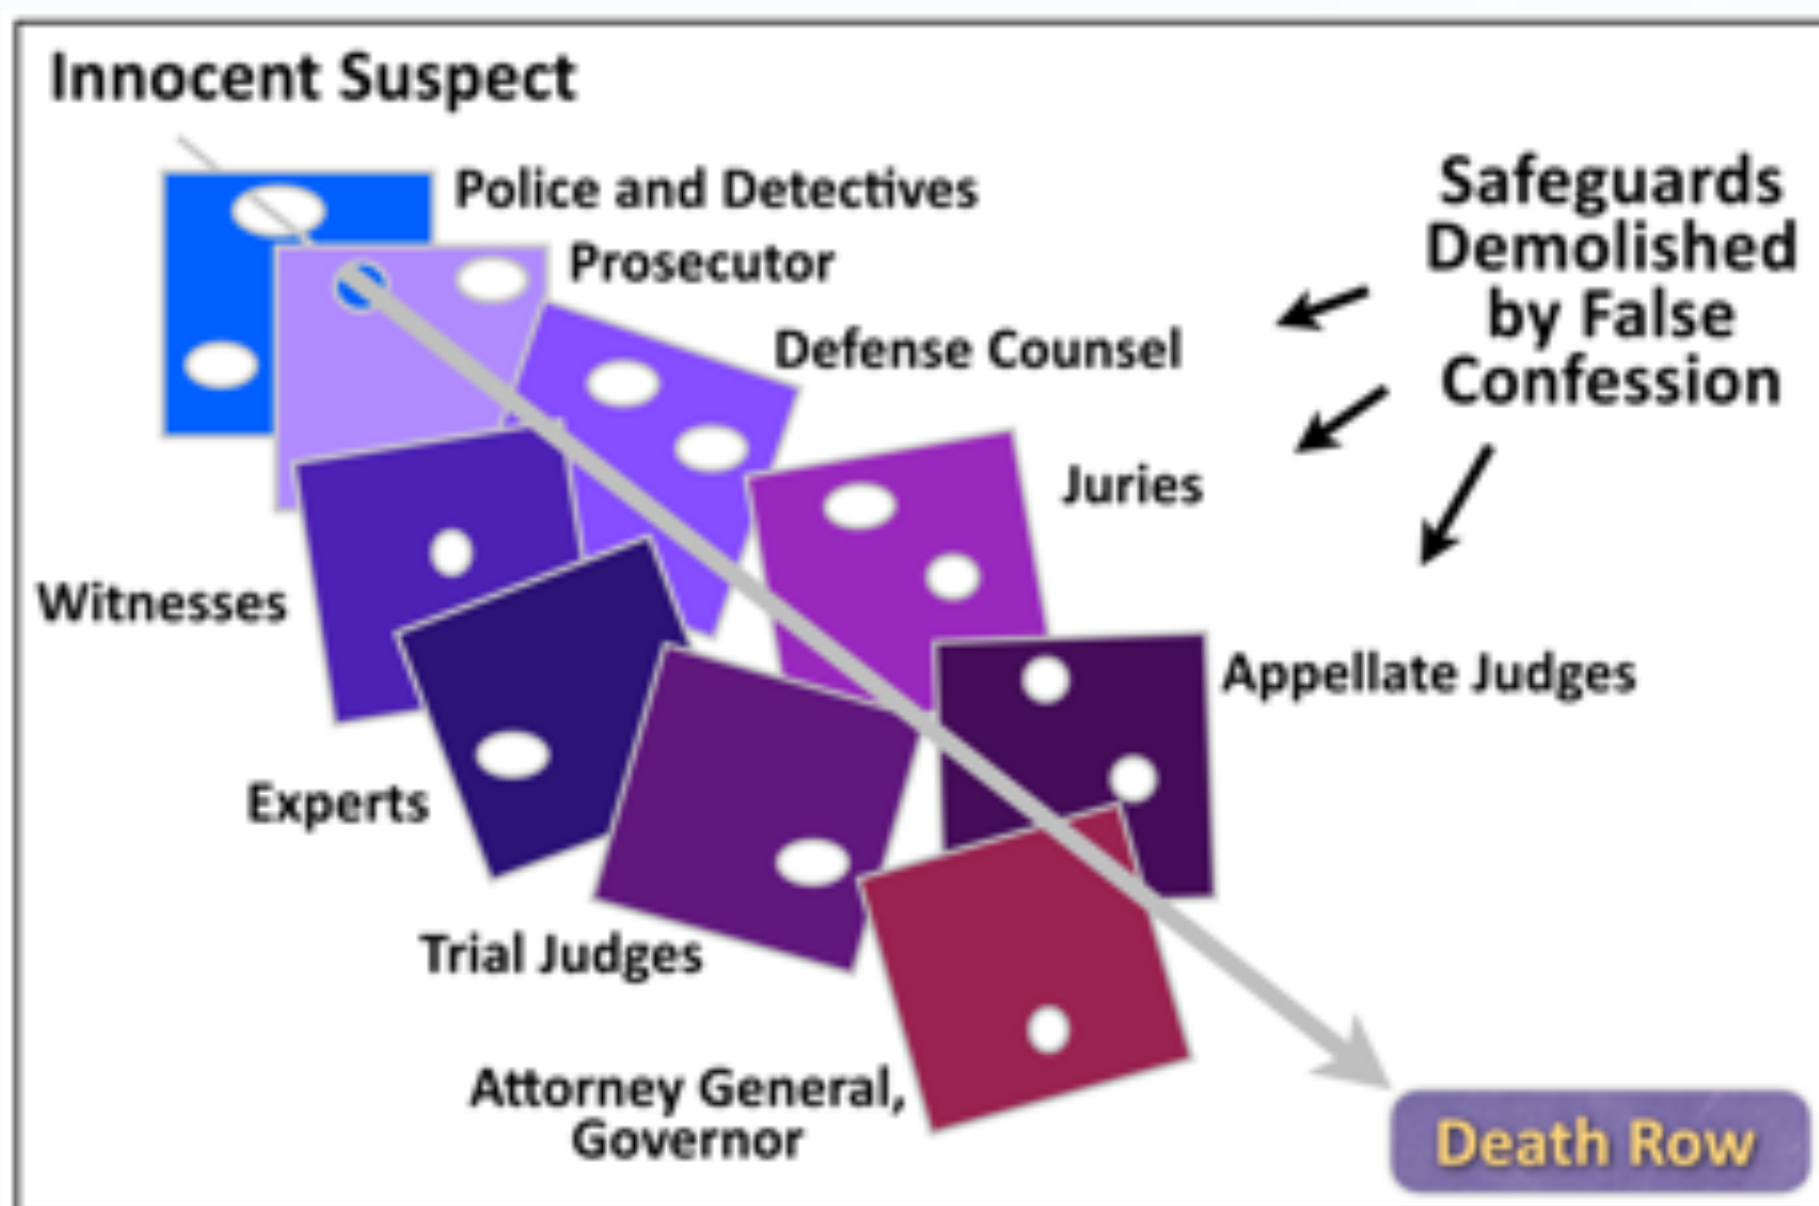 Innocent Suspect
Police and Detectives
Prosecutor
Defense Counsel
Safeguards
Demolished
by False
Confession
Juries
Witnesses
Appellate Judges
Experts
Trial Judges
Attorney General,
Governor
Death Row